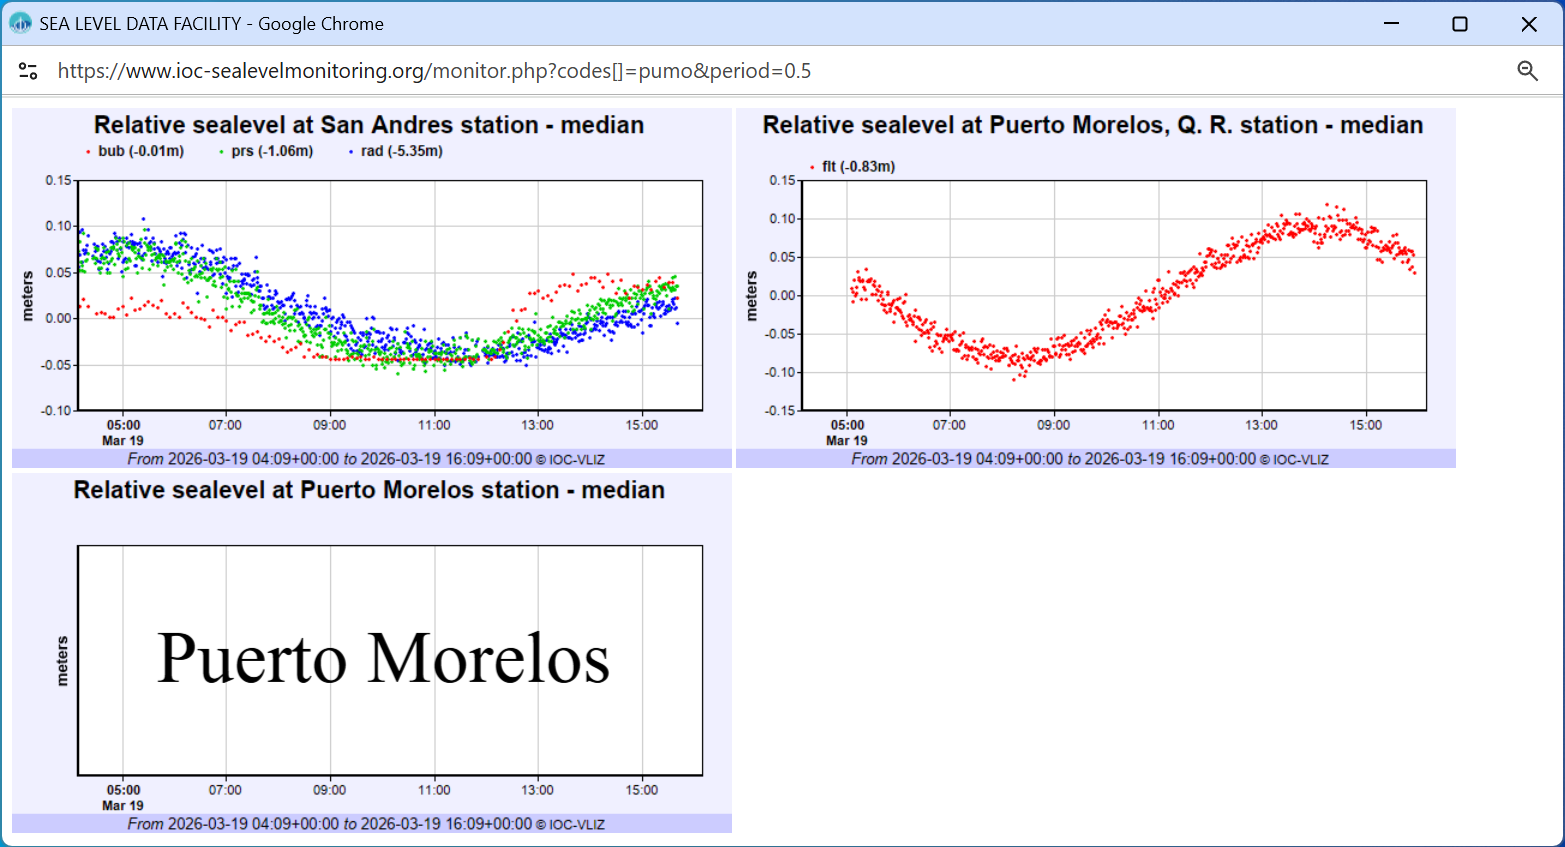 SEA LEVEL DATA FACILITY - Google Chrome
https://www.ioc-sealevelmonitoring.org/monitor.php?codes[]=pumo&period=0.5
Relative sealevel at San Andres station - median
bub (-0.01m) prs (-1.06m) rad (-5.35m)
0.15
0.10
0.05
0.00
-0.05
-0.10
meters
05:00 07:00 09:00 11:00 13:00 15:00
Mar 19
From 2026-03-19 04:09+00:00 to 2026-03-19 16:09+00:00 © IOC-VLIZ
Relative sealevel at Puerto Morelos, Q. R. station - median
flt (-0.83m)
0.15
0.10
0.05
0.00
-0.05
-0.10
-0.15
meters
05:00 07:00 09:00 11:00 13:00 15:00
Mar 19
From 2026-03-19 04:09+00:00 to 2026-03-19 16:09+00:00 © IOC-VLIZ
Relative sealevel at Puerto Morelos station - median
meters
Puerto Morelos
05:00 07:00 09:00 11:00 13:00 15:00
Mar 19
From 2026-03-19 04:09+00:00 to 2026-03-19 16:09+00:00 © IOC-VLIZ